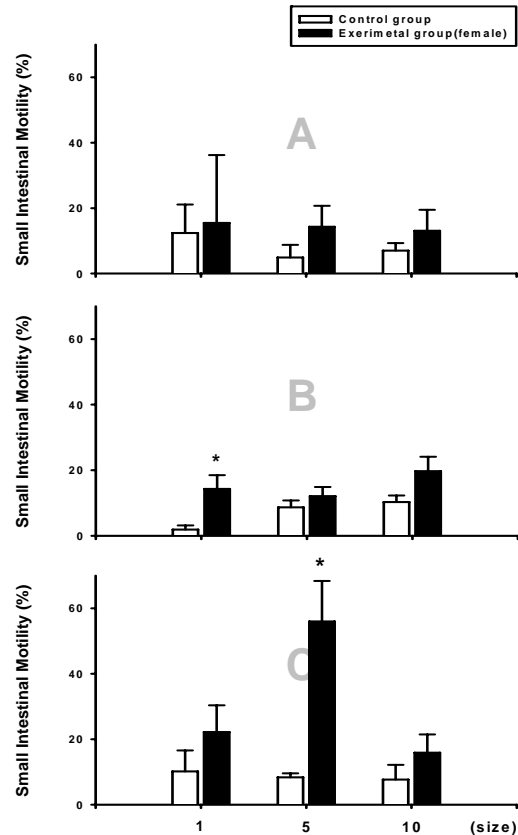 Control group
Exerimetal group(female)
Small Intestinal Motility (%)
60
40
20
0
A
Small Intestinal Motility (%)
60
40
20
0
B
*
Small Intestinal Motility (%)
60
40
20
0
C
*
1 5 10 (size)